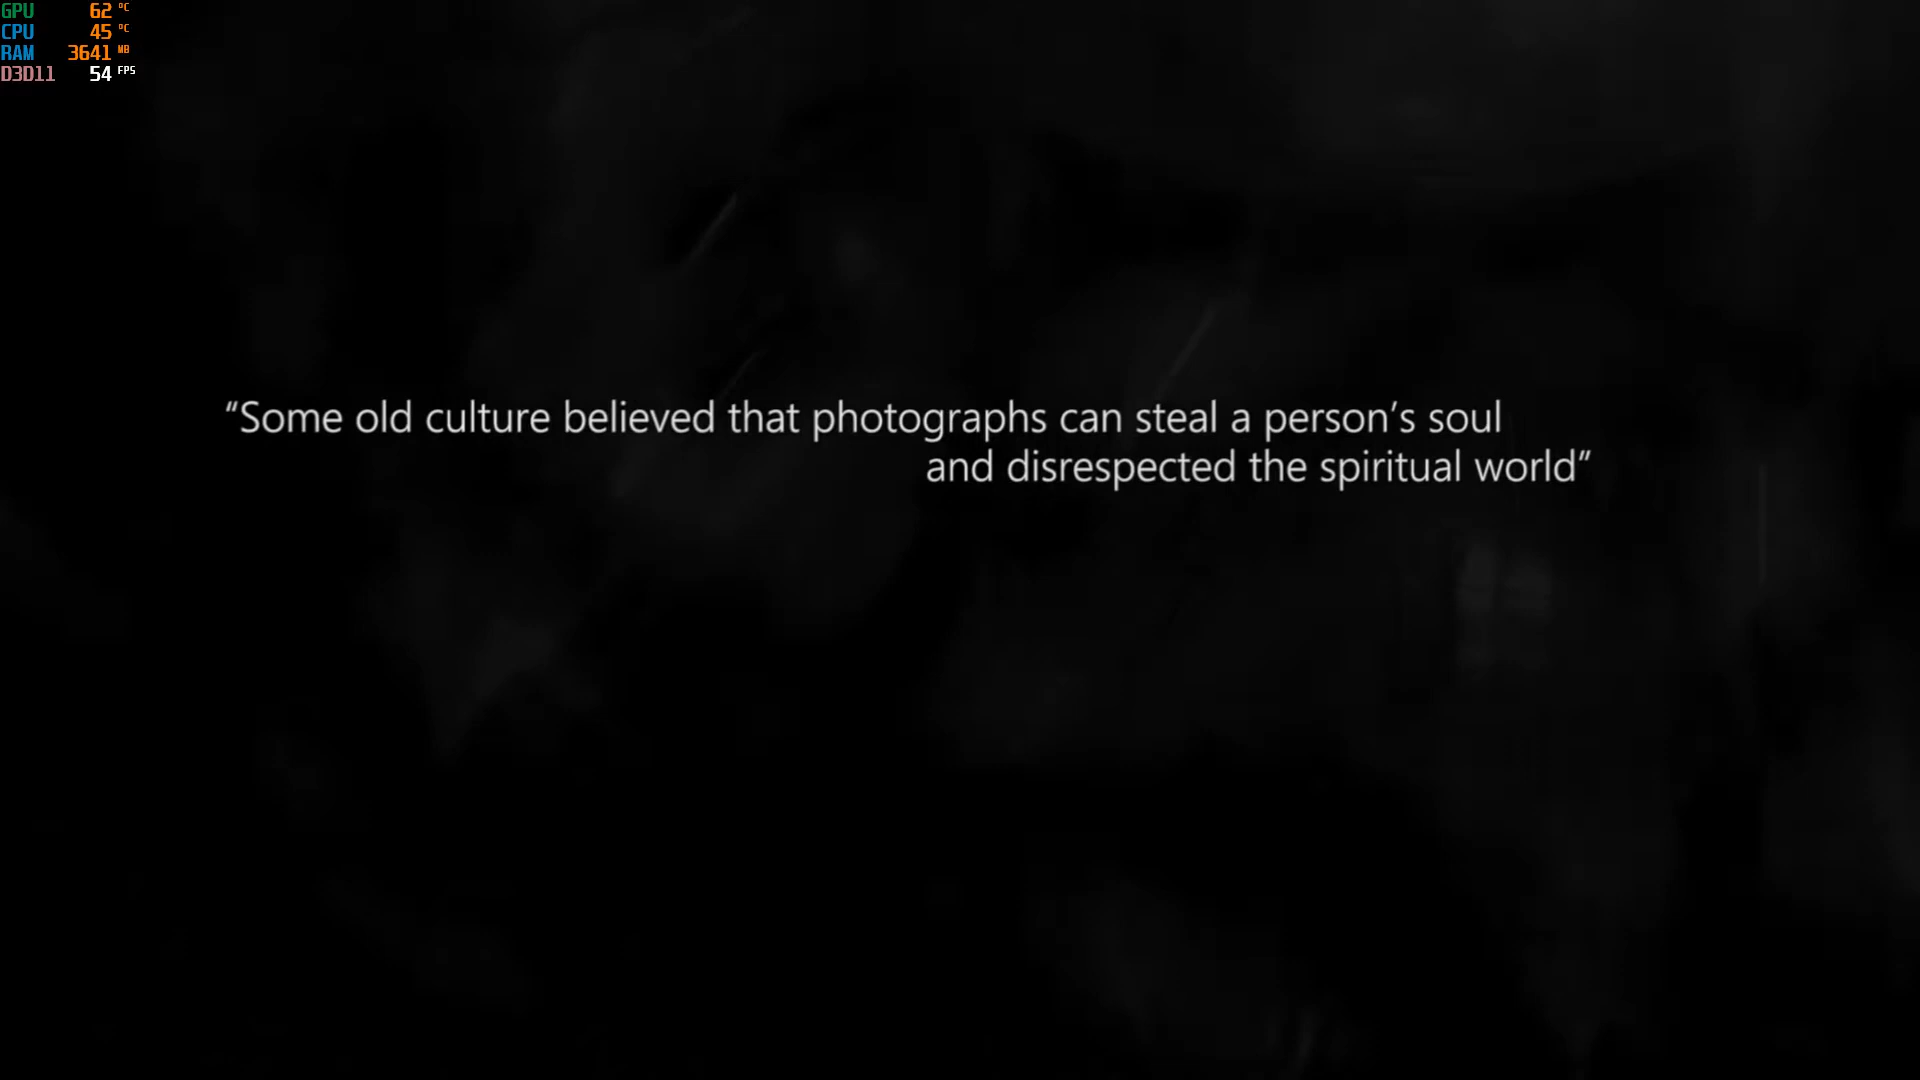 GPU 62 °C
CPU 45 °C
RAM 3641 MB
D3D11 54 FPS
“Some old culture believed that photographs can steal a person’s soul
and disrespected the spiritual world”